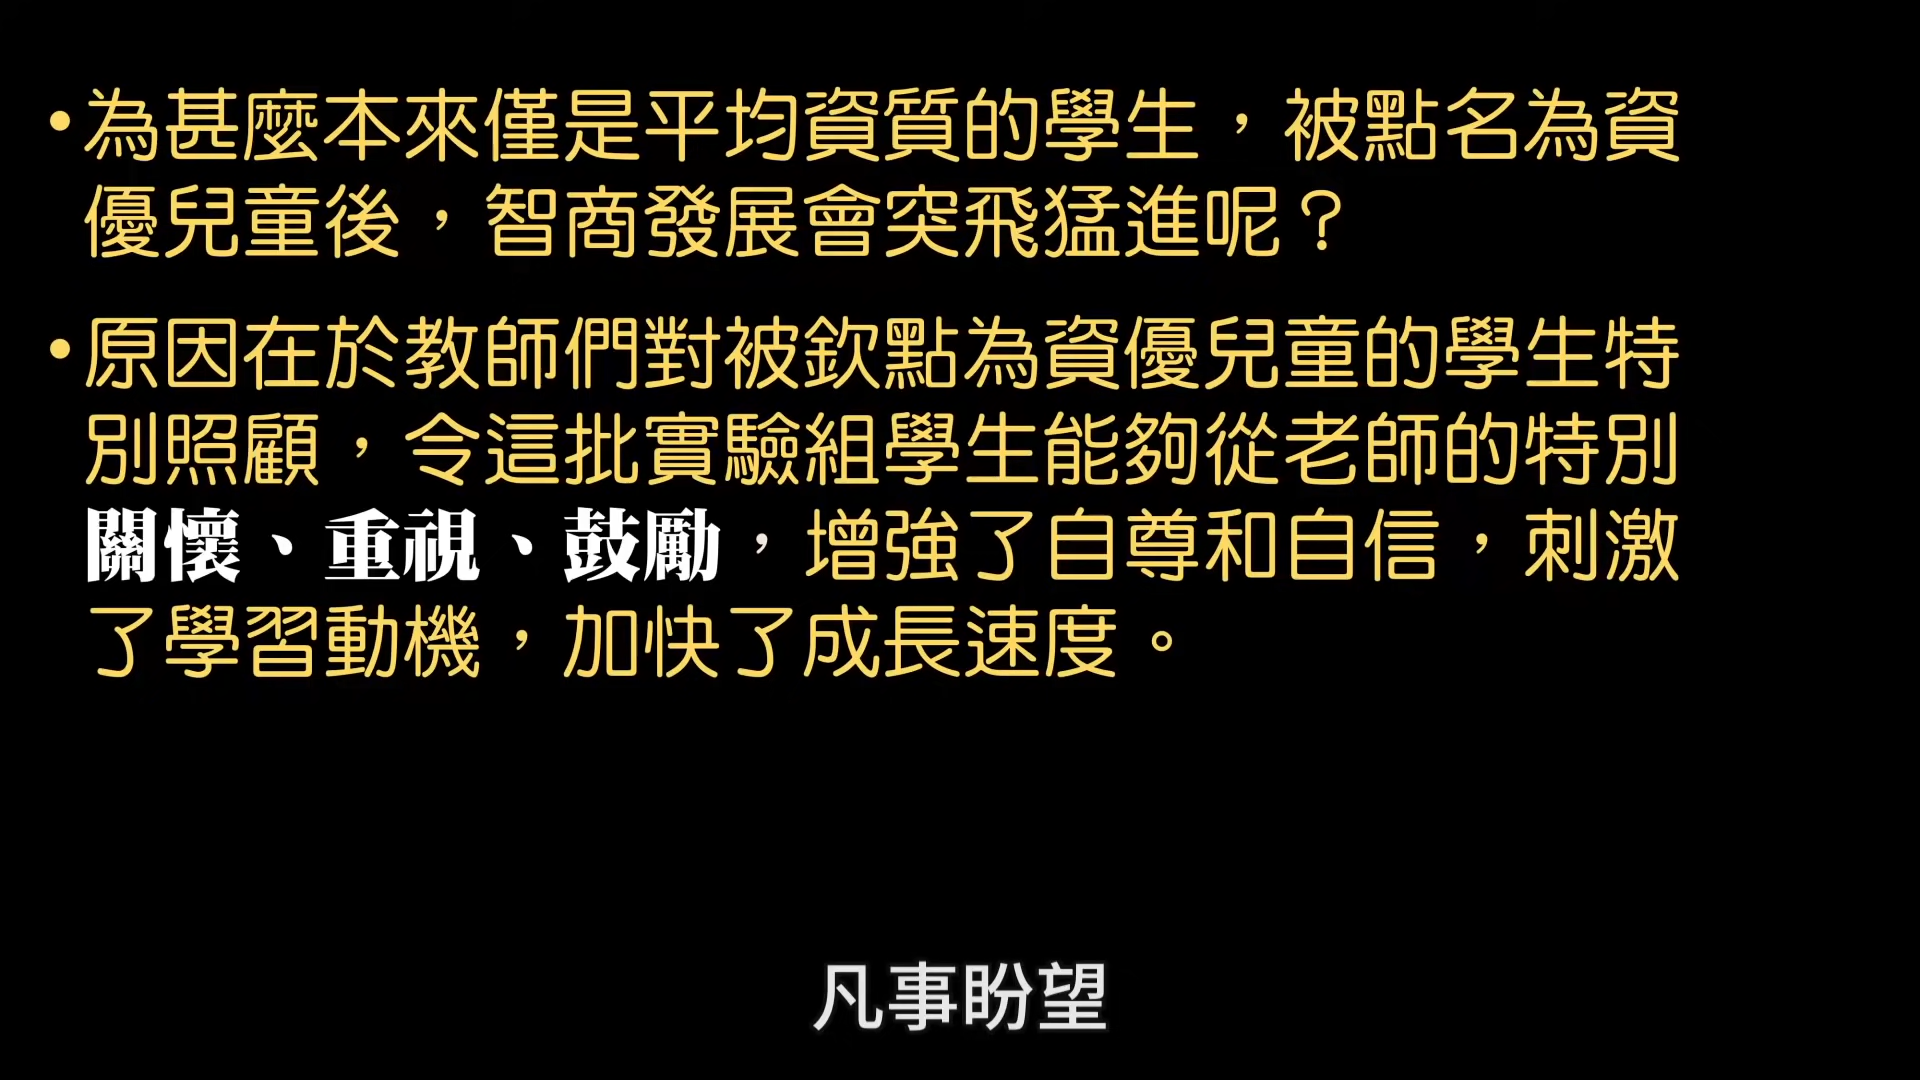 •為甚麼本來僅是平均資質的學生，被點名為資
優兒童後，智商發展會突飛猛進呢？
•原因在於教師們對被欽點為資優兒童的學生特
別照顧，令這批實驗組學生能夠從老師的特別
關懷、重視、鼓勵，增強了自尊和自信，刺激
了學習動機，加快了成長速度。
凡事盼望